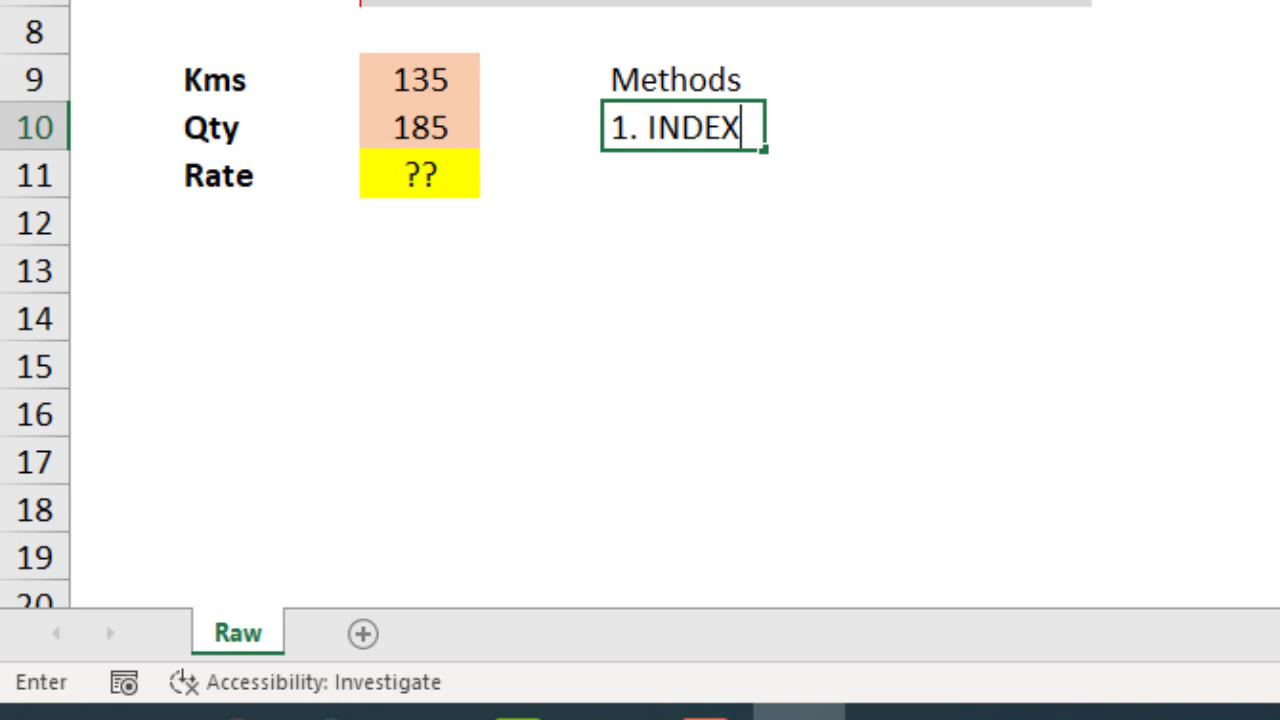 8
9 Kms 135 Methods
10 Qty 185 1. INDEX
11 Rate ??
12
13
14
15
16
17
18
19
20
Raw
Enter Accessibility: Investigate